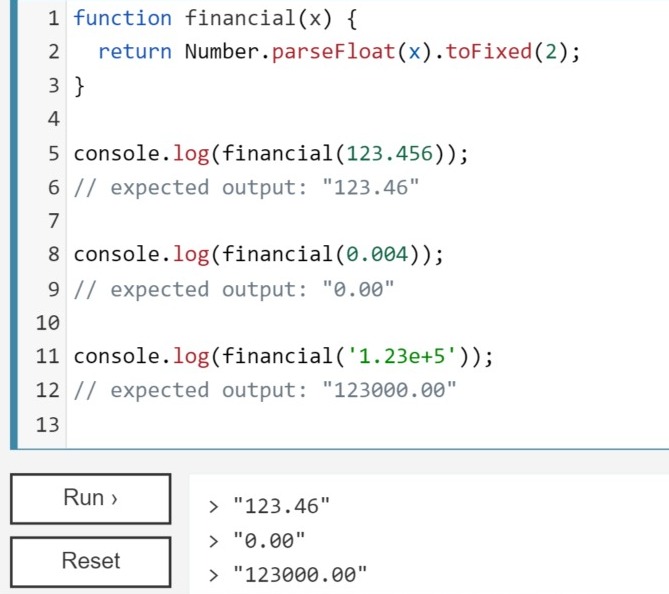 1 function financial(x) {
2   return Number.parseFloat(x).toFixed(2);
3 }
4
5 console.log(financial(123.456));
6 // expected output: "123.46"
7
8 console.log(financial(0.004));
9 // expected output: "0.00"
10
11 console.log(financial('1.23e+5'));
12 // expected output: "123000.00"
13
Run ›
Reset
> "123.46"
> "0.00"
> "123000.00"